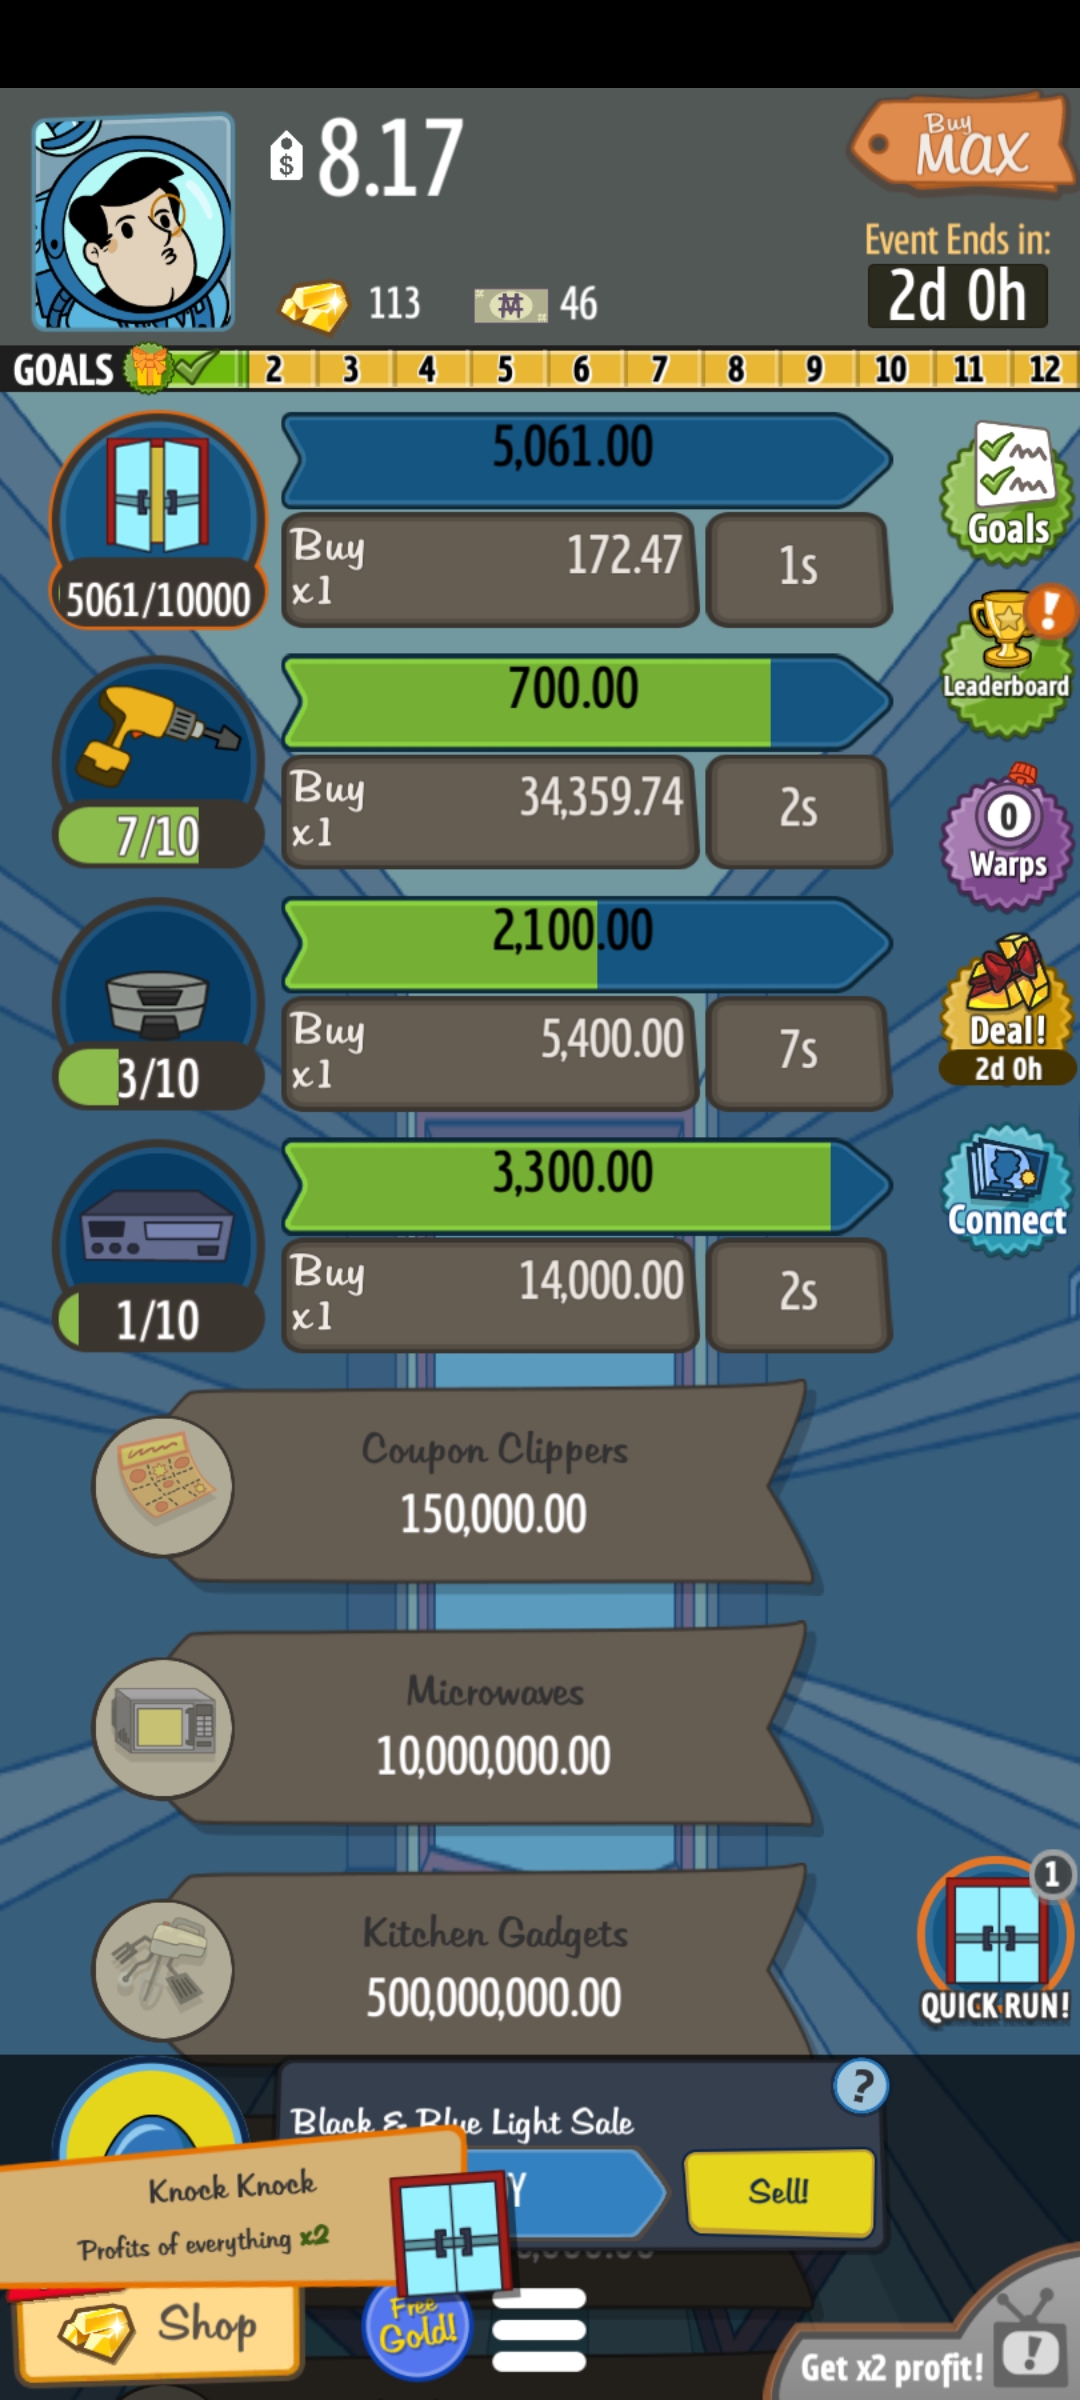 $ 8.17
Buy
Max
Event Ends in:
113
46
2d 0h
GOALS 2 3 4 5 6 7 8 9 10 11 12
5,061.00
Buy
x1
172.47
1s
5061/10000
Goals
Leaderboard
700.00
Buy
x1
34,359.74
2s
7/10
0
Warps
2,100.00
Buy
x1
5,400.00
7s
3/10
Deal!
2d 0h
3,300.00
Buy
x1
14,000.00
2s
1/10
Connect
Coupon Clippers
150,000.00
Microwaves
10,000,000.00
Kitchen Gadgets
500,000,000.00
1
QUICK RUN!
?
Black & Blue Light Sale
Knock Knock
Profits of everything x2
Y
Sell!
Shop
Free
Gold!
Get x2 profit!
!